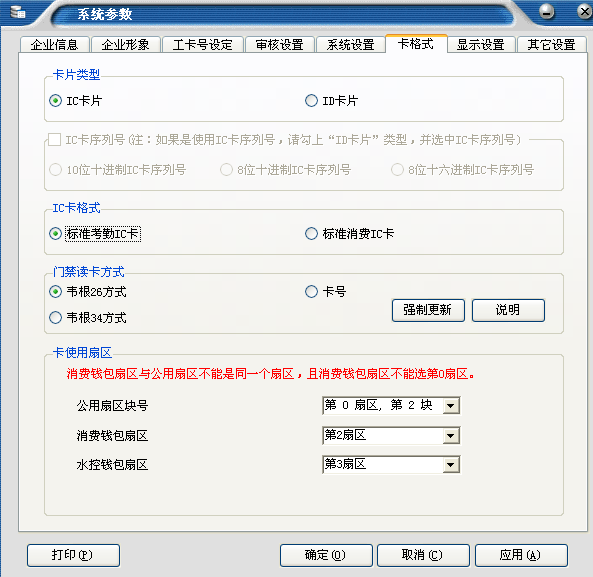 系统参数
企业信息 企业形象 工卡号设定 审核设置 系统设置 卡格式 显示设置 其它设置
卡片类型
IC卡片 ID卡片
IC卡序列号(注：如果是使用IC卡序列号，请勾上“ID卡片”类型，并选中IC卡序列号)
10位十进制IC卡序列号 8位十进制IC卡序列号 8位十六进制IC卡序列号
IC卡格式
标准考勤IC卡 标准消费IC卡
门禁读卡方式
韦根26方式 卡号
韦根34方式 强制更新 说明
卡使用扇区
消费钱包扇区与公用扇区不能是同一个扇区，且消费钱包扇区不能选第0扇区。
公用扇区块号 第 0 扇区, 第 2 块
消费钱包扇区 第2扇区
水控钱包扇区 第3扇区
打印(P) 确定(O) 取消(C) 应用(A)